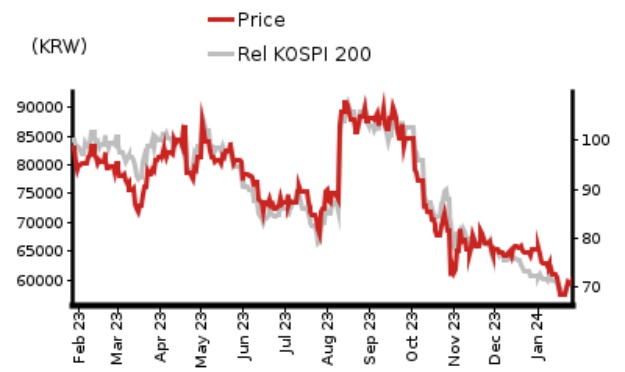 Price
(KRW)
Rel KOSPI 200
90000
85000
80000
75000
70000
65000
60000
100
90
80
70
Feb 23
Mar 23
Apr 23
May 23
Jun 23
Jul 23
Aug 23
Sep 23
Oct 23
Nov 23
Dec 23
Jan 24